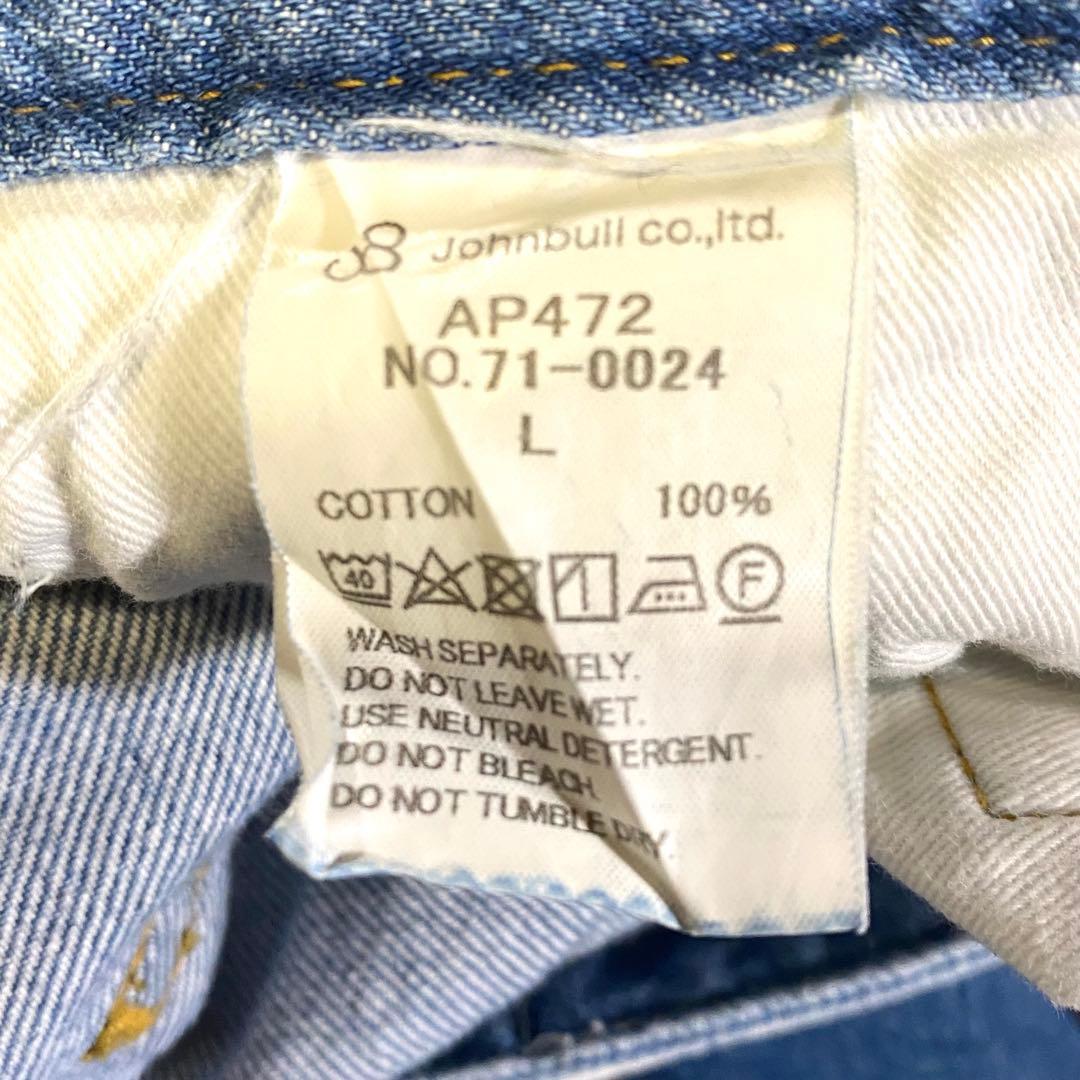 JB Johnbull co.,ltd.
AP472
NO.71-0024
L
COTTON 100%
40 F
WASH SEPARATELY.
DO NOT LEAVE WET.
USE NEUTRAL DETERGENT.
DO NOT BLEACH.
DO NOT TUMBLE DRY.